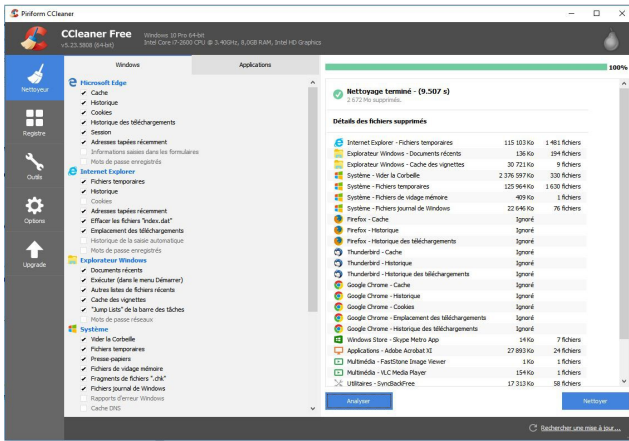 Piriform CCleaner
CCleaner Free
v5.23.5808 (64-bit)
Windows 10 Pro 64-bit
Intel Core i7-2600 CPU @ 3.40GHz, 8,0GB RAM, Intel HD Graphics
Nettoyeur
Registre
Outils
Options
Upgrade
Windows
Applications
Microsoft Edge
Cache
Historique
Cookies
Historique des téléchargements
Session
Adresses tapées récemment
Informations saisies dans les formulaires
Mots de passe enregistrés
Internet Explorer
Fichiers temporaires
Historique
Cookies
Adresses tapées récemment
Effacer les fichiers "index.dat"
Emplacement des téléchargements
Historique de la saisie automatique
Mots de passe enregistrés
Explorateur Windows
Documents récents
Exécuter (dans le menu Démarrer)
Autres listes de fichiers récents
Cache des vignettes
"Jump Lists" de la barre des tâches
Mots de passe réseaux
Système
Vider la Corbeille
Fichiers temporaires
Presse-papiers
Fichiers de vidage mémoire
Fragments de fichiers ".chk"
Fichiers journal de Windows
Rapports d'erreur Windows
Cache DNS
100%
Nettoyage terminé - (9.507 s)
2 672 Mo supprimés.
Détails des fichiers supprimés
Internet Explorer - Fichiers temporaires 115 103 Ko 1 481 fichiers
Explorateur Windows - Documents récents 136 Ko 194 fichiers
Explorateur Windows - Cache des vignettes 30 721 Ko 9 fichiers
Système - Vider la Corbeille 2 376 597 Ko 330 fichiers
Système - Fichiers temporaires 125 964 Ko 1 630 fichiers
Système - Fichiers de vidage mémoire 409 Ko 1 fichiers
Système - Fichiers journal de Windows 22 646 Ko 76 fichiers
Firefox - Cache Ignoré
Firefox - Historique Ignoré
Firefox - Historique des téléchargements Ignoré
Thunderbird - Cache Ignoré
Thunderbird - Historique Ignoré
Thunderbird - Historique des téléchargements Ignoré
Google Chrome - Cache Ignoré
Google Chrome - Historique Ignoré
Google Chrome - Cookies Ignoré
Google Chrome - Emplacement des téléchargements Ignoré
Google Chrome - Historique des téléchargements Ignoré
Windows Store - Skype Metro App 14 Ko 7 fichiers
Applications - Adobe Acrobat XI 27 893 Ko 24 fichiers
Multimédia - FastStone Image Viewer 1 Ko 1 fichiers
Multimédia - VLC Media Player 154 Ko 1 fichiers
Utilitaires - SyncBackFree 17 313 Ko 58 fichiers
Analyser
Nettoyer
Rechercher une mise à jour...